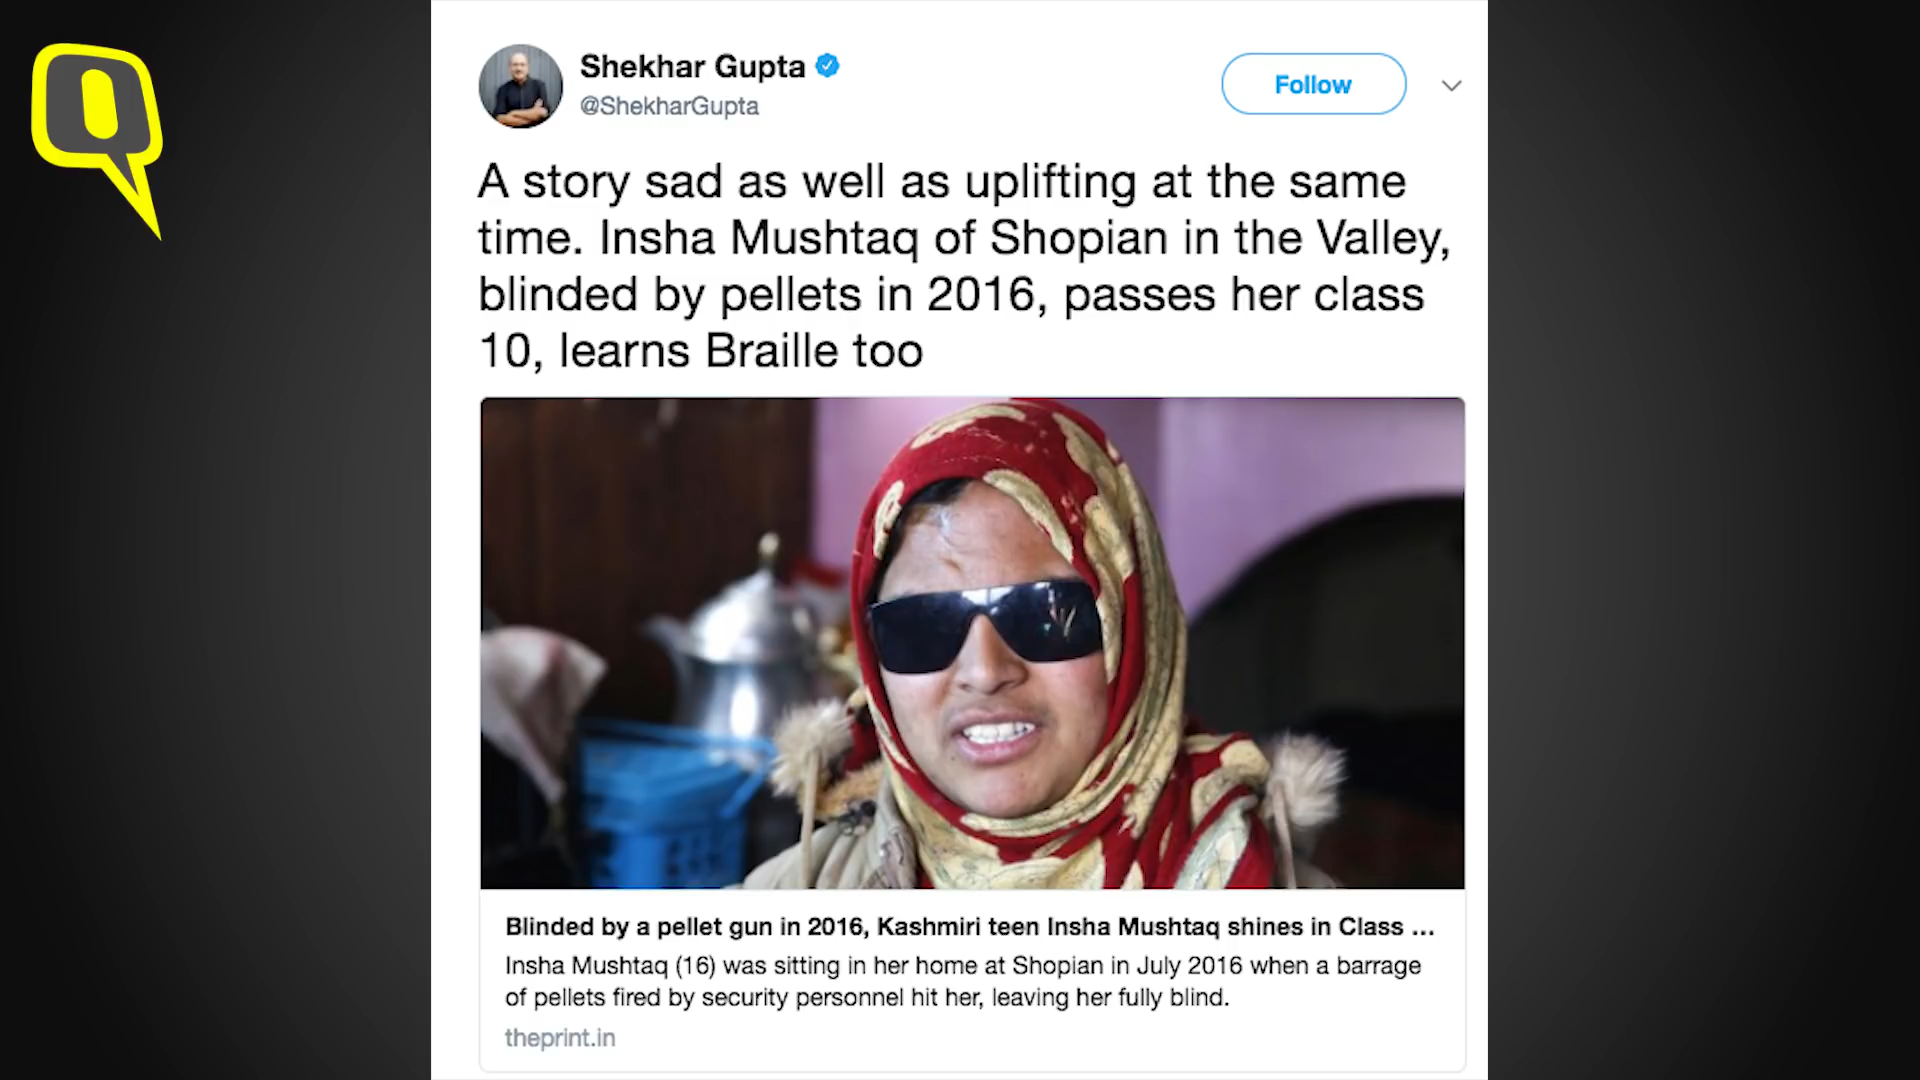 Q
Shekhar Gupta
@ShekharGupta
Follow
A story sad as well as uplifting at the same
time. Insha Mushtaq of Shopian in the Valley,
blinded by pellets in 2016, passes her class
10, learns Braille too
Blinded by a pellet gun in 2016, Kashmiri teen Insha Mushtaq shines in Class ...
Insha Mushtaq (16) was sitting in her home at Shopian in July 2016 when a barrage
of pellets fired by security personnel hit her, leaving her fully blind.
theprint.in